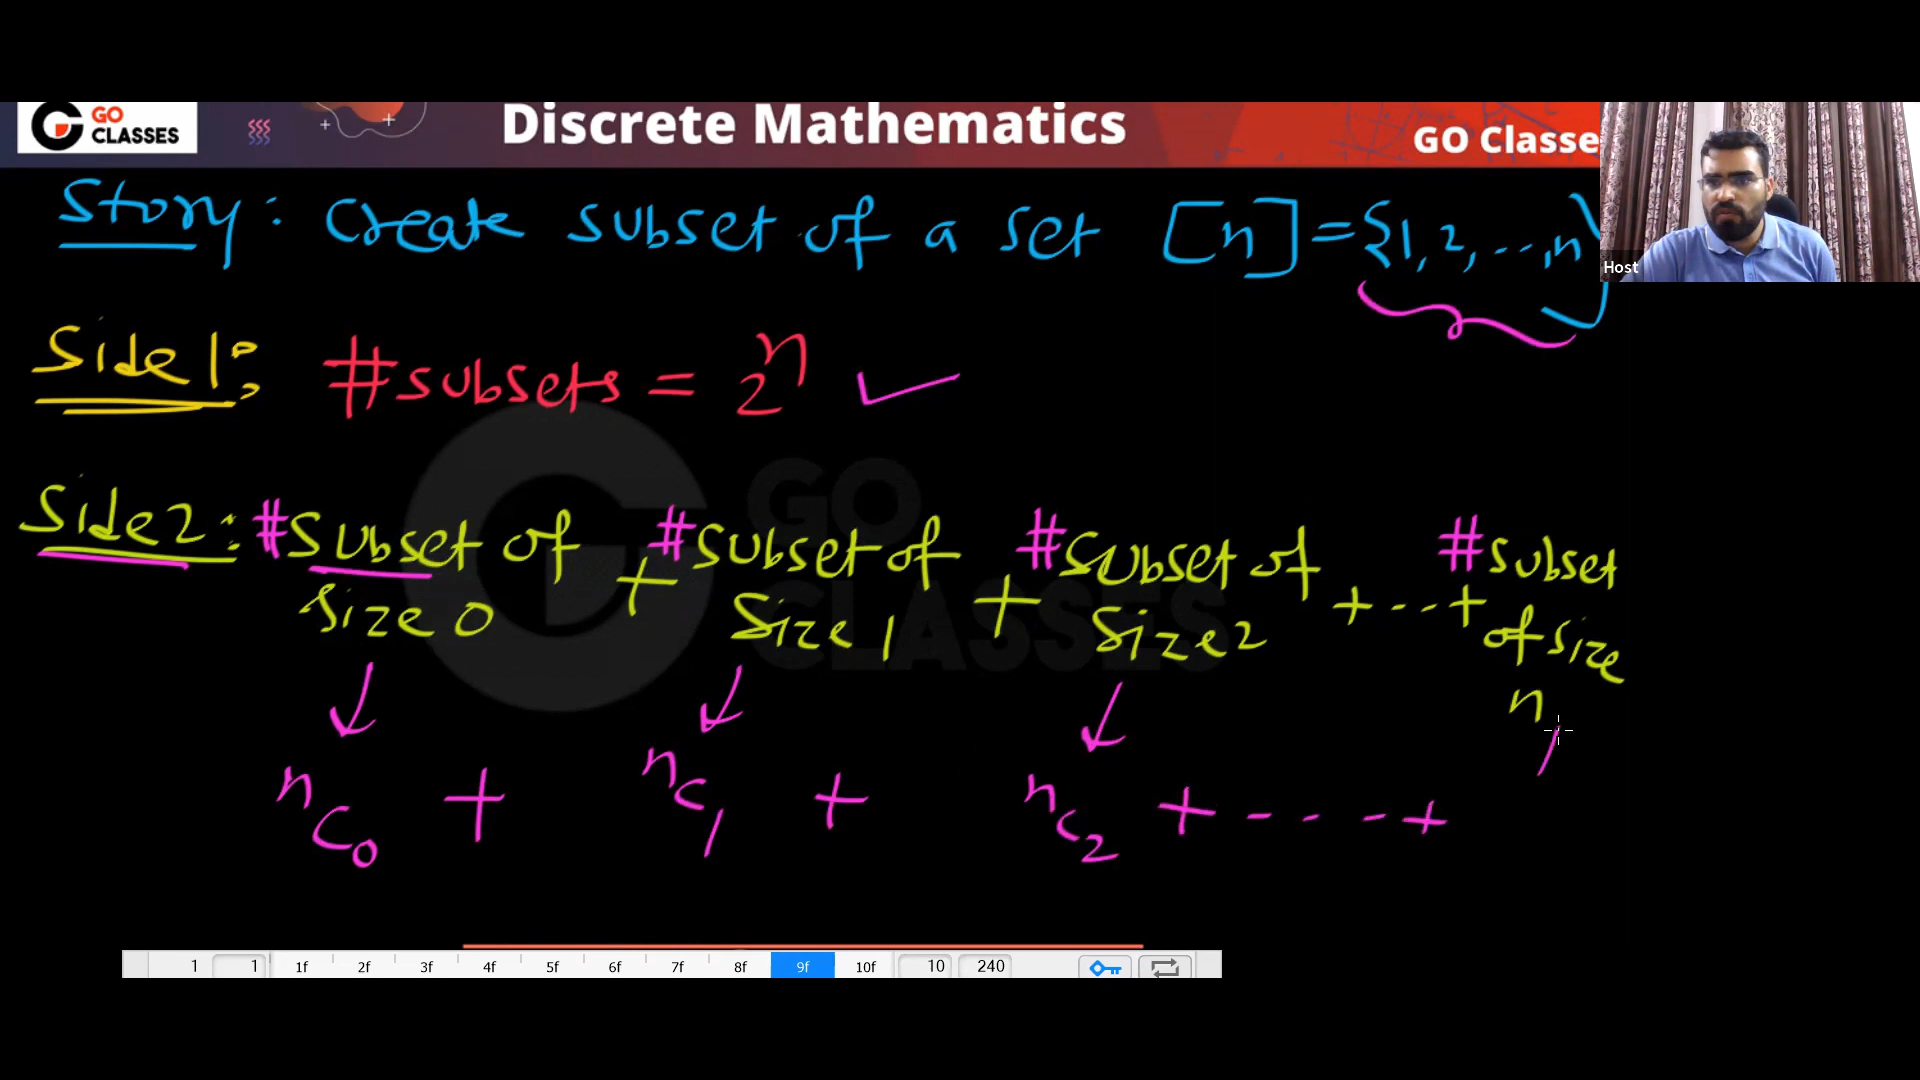 GO
CLASSES
Discrete Mathematics
GO Classe
Host
Story: Create subset of a set [n] = {1, 2, ..., n}
Side 1: #subsets = 2^n ✓
Side 2: #Subset of size 0 + #Subset of size 1 + #Subset of size 2 + --- + #subset of size n
nC0 + nC1 + nC2 + ---- +
GO
CLASSES
1 1 1f 2f 3f 4f 5f 6f 7f 8f 9f 10f 10 240